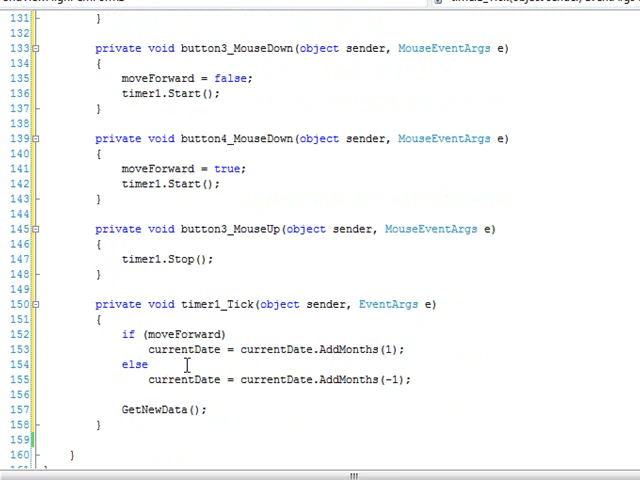 131 }
132
133 private void button3_MouseDown(object sender, MouseEventArgs e)
134 {
135 moveForward = false;
136 timer1.Start();
137 }
138
139 private void button4_MouseDown(object sender, MouseEventArgs e)
140 {
141 moveForward = true;
142 timer1.Start();
143 }
144
145 private void button3_MouseUp(object sender, MouseEventArgs e)
146 {
147 timer1.Stop();
148 }
149
150 private void timer1_Tick(object sender, EventArgs e)
151 {
152 if (moveForward)
153 currentDate = currentDate.AddMonths(1);
154 else
155 currentDate = currentDate.AddMonths(-1);
156
157 GetNewData();
158 }
159
160 }